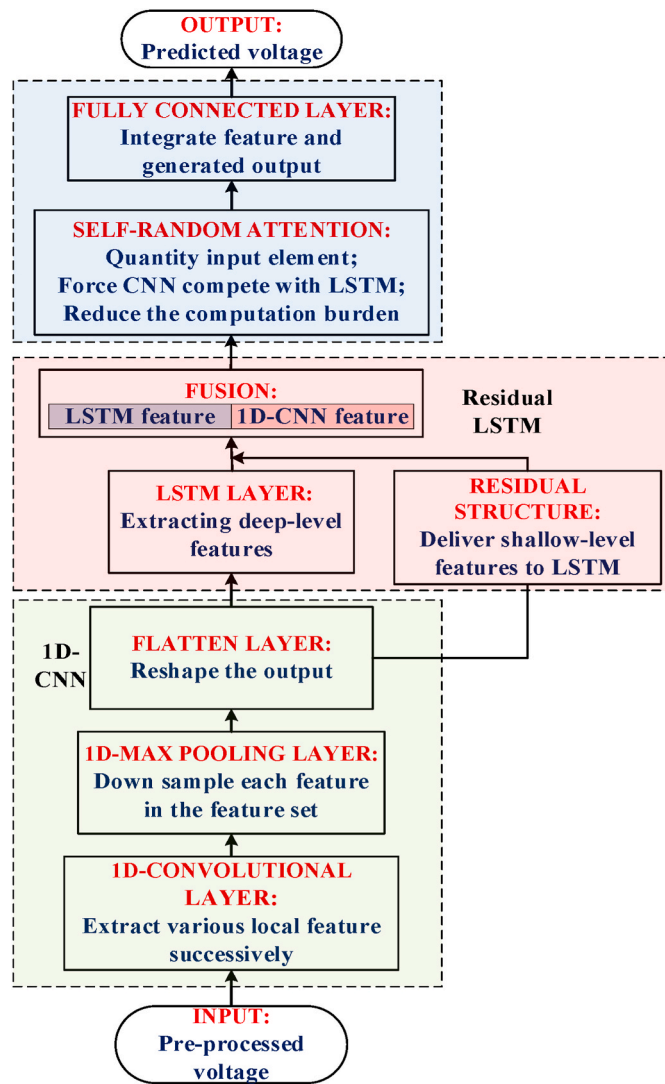 OUTPUT:
Predicted voltage
FULLY CONNECTED LAYER:
Integrate feature and
generated output
SELF-RANDOM ATTENTION:
Quantity input element;
Force CNN compete with LSTM;
Reduce the computation burden
FUSION:
LSTM feature 1D-CNN feature
Residual
LSTM
LSTM LAYER:
Extracting deep-level
features
RESIDUAL
STRUCTURE:
Deliver shallow-level
features to LSTM
1D-
CNN
FLATTEN LAYER:
Reshape the output
1D-MAX POOLING LAYER:
Down sample each feature
in the feature set
1D-CONVOLUTIONAL
LAYER:
Extract various local feature
successively
INPUT:
Pre-processed
voltage